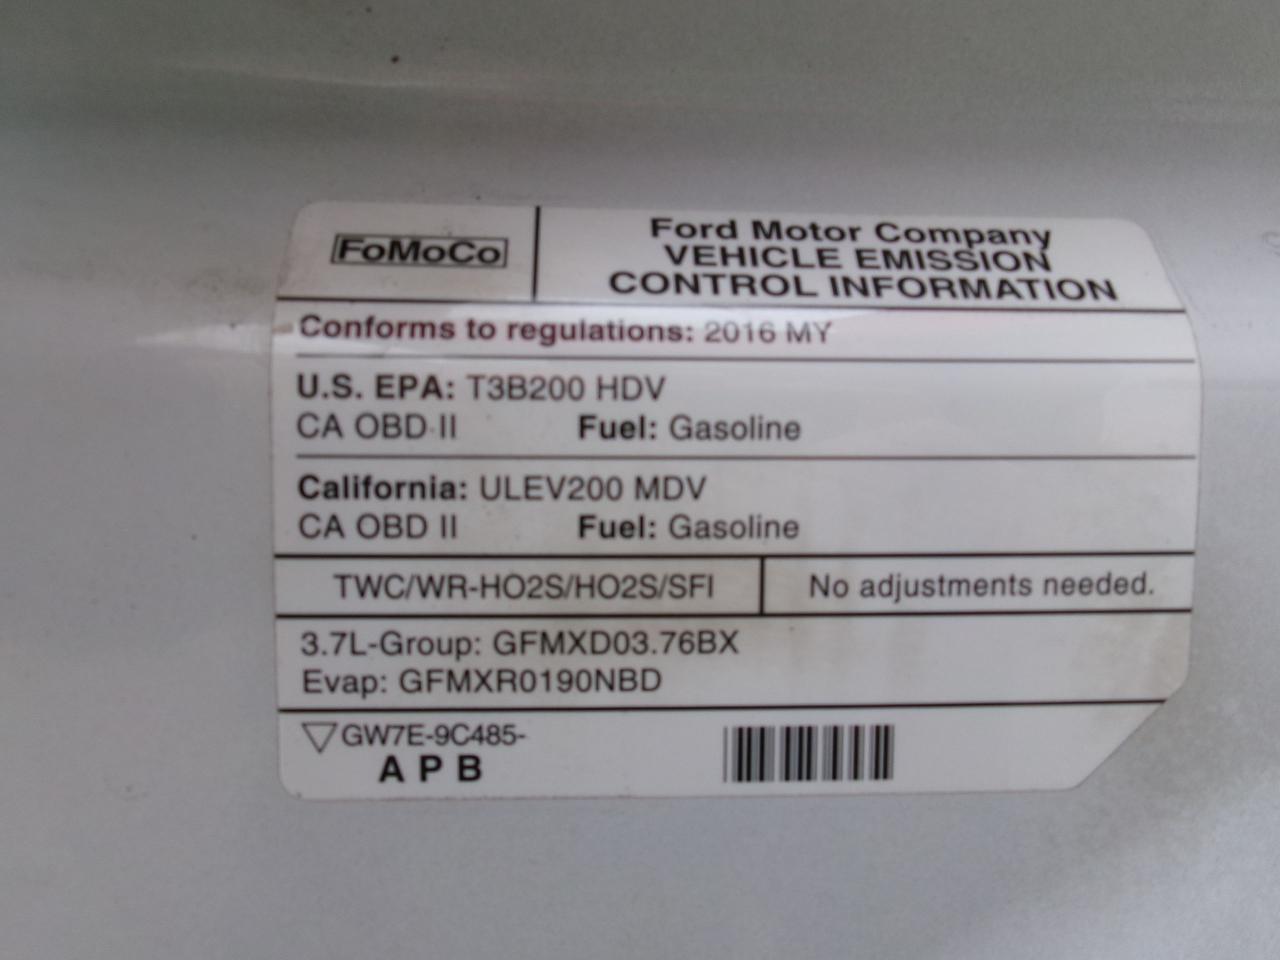 FoMoCo
Ford Motor Company
VEHICLE EMISSION
CONTROL INFORMATION
Conforms to regulations: 2016 MY
U.S. EPA: T3B200 HDV
CA OBD II Fuel: Gasoline
California: ULEV200 MDV
CA OBD II Fuel: Gasoline
TWC/WR-HO2S/HO2S/SFI
No adjustments needed.
3.7L-Group: GFMXD03.76BX
Evap: GFMXR0190NBD
GW7E-9C485-
A P B